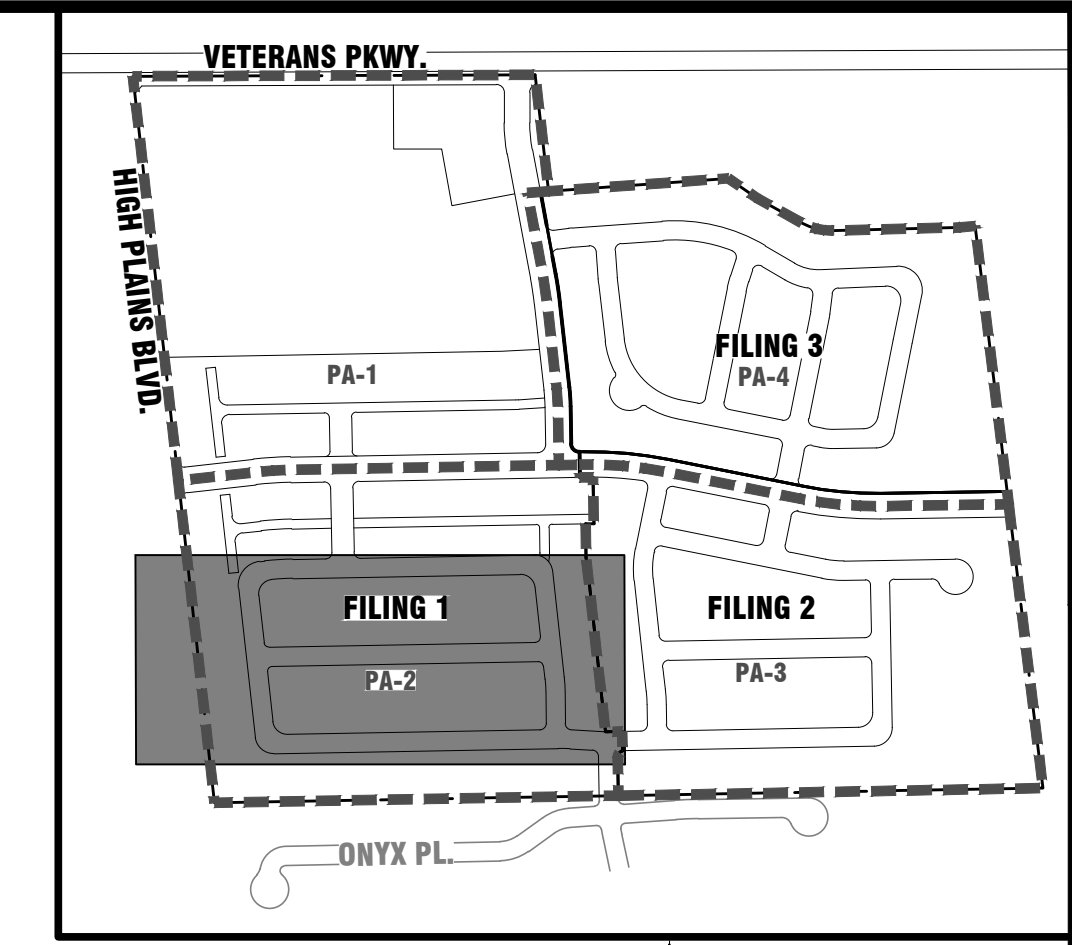 VETERANS PKWY.
HIGH PLAINS BLVD.
FILING 3
PA-4
PA-1
FILING 1
PA-2
FILING 2
PA-3
ONYX PL.